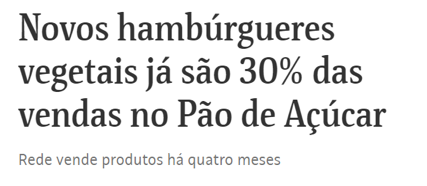 Novos hambúrgueres
vegetais já são 30% das
vendas no Pão de Açúcar
Rede vende produtos há quatro meses